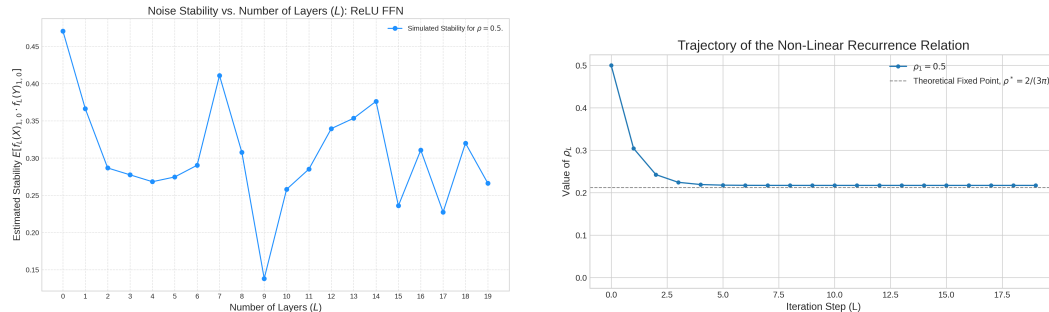 Noise Stability vs. Number of Layers (L): ReLU FFN
Simulated Stability for ρ = 0.5.
Estimated Stability E[f_L(X)_{1,0} · f_L(Y)_{1,0}]
0.45
0.40
0.35
0.30
0.25
0.20
0.15
0 1 2 3 4 5 6 7 8 9 10 11 12 13 14 15 16 17 18 19
Number of Layers (L)
Trajectory of the Non-Linear Recurrence Relation
ρ₁ = 0.5
Theoretical Fixed Point, ρ* = 2/(3π)
Value of ρ_L
0.5
0.4
0.3
0.2
0.1
0.0
0.0 2.5 5.0 7.5 10.0 12.5 15.0 17.5
Iteration Step (L)